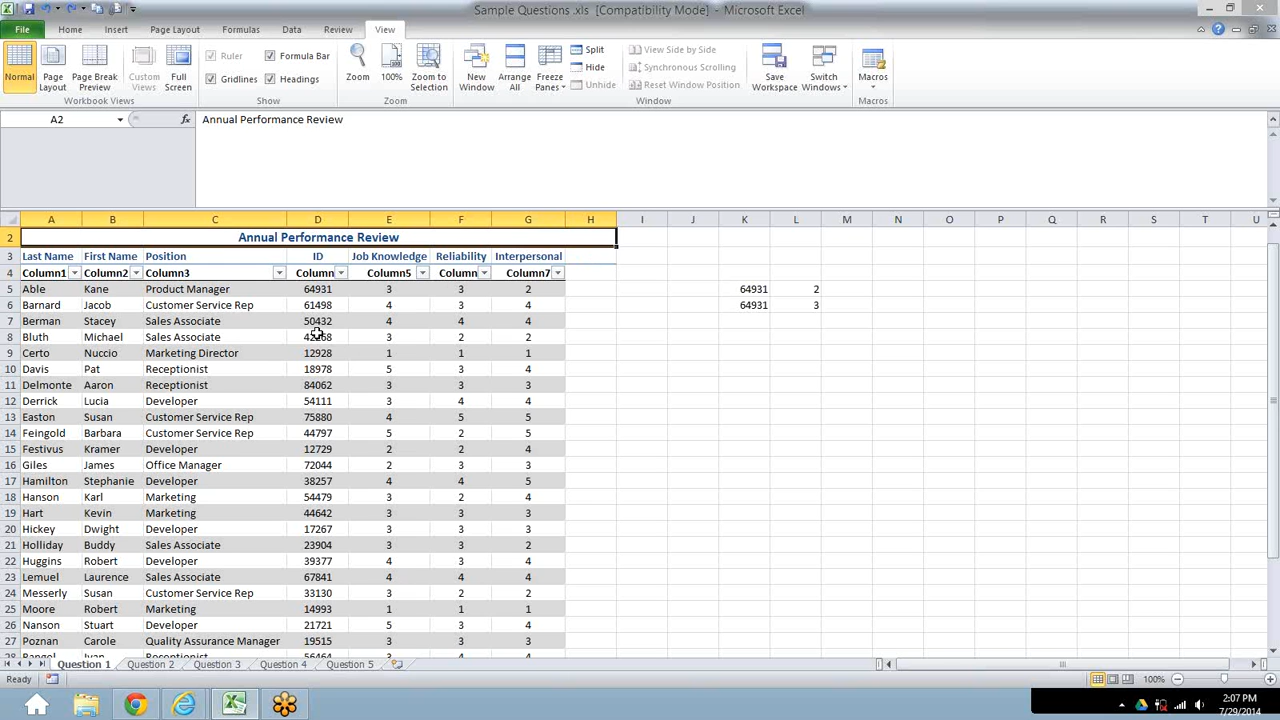 Sample Questions .xls [Compatibility Mode] - Microsoft Excel
File Home Insert Page Layout Formulas Data Review View
Normal Page Layout Page Break Preview Custom Views Full Screen
Workbook Views
Ruler Formula Bar
Gridlines Headings
Show
Zoom 100% Zoom to Selection
Zoom
New Window Arrange All Freeze Panes
Split
Hide
Unhide
View Side by Side
Synchronous Scrolling
Reset Window Position
Window
Save Workspace Switch Windows
Macros
Macros
A2 fx Annual Performance Review
A B C D E F G H I J K L M N O P Q R S T U
2 Annual Performance Review
3 Last Name First Name Position ID Job Knowledge Reliability Interpersonal
4 Column1 Column2 Column3 Column Column5 Column Column7
5 Able Kane Product Manager 64931 3 3 2 64931 2
6 Barnard Jacob Customer Service Rep 61498 4 3 4 64931 3
7 Berman Stacey Sales Associate 50432 4 4 4
8 Bluth Michael Sales Associate 3 2 2
9 Certo Nuccio Marketing Director 12928 1 1 1
10 Davis Pat Receptionist 18978 5 3 4
11 Delmonte Aaron Receptionist 84062 3 3 3
12 Derrick Lucia Developer 54111 3 4 4
13 Easton Susan Customer Service Rep 75880 4 5 5
14 Feingold Barbara Customer Service Rep 44797 5 2 5
15 Festivus Kramer Developer 12729 2 2 4
16 Giles James Office Manager 72044 2 3 3
17 Hamilton Stephanie Developer 38257 4 4 5
18 Hanson Karl Marketing 54479 3 2 4
19 Hart Kevin Marketing 44642 3 3 3
20 Hickey Dwight Developer 17267 3 3 3
21 Holliday Buddy Sales Associate 23904 3 3 2
22 Huggins Robert Developer 39377 4 3 4
23 Lemuel Laurence Sales Associate 67841 4 4 4
24 Messerly Susan Customer Service Rep 33130 3 2 2
25 Moore Robert Marketing 14993 1 1 1
26 Nanson Stuart Developer 21721 5 3 4
27 Poznan Carole Quality Assurance Manager 19515 3 3 3
Question 1 Question 2 Question 3 Question 4 Question 5
Ready 100%
2:07 PM
7/29/2014